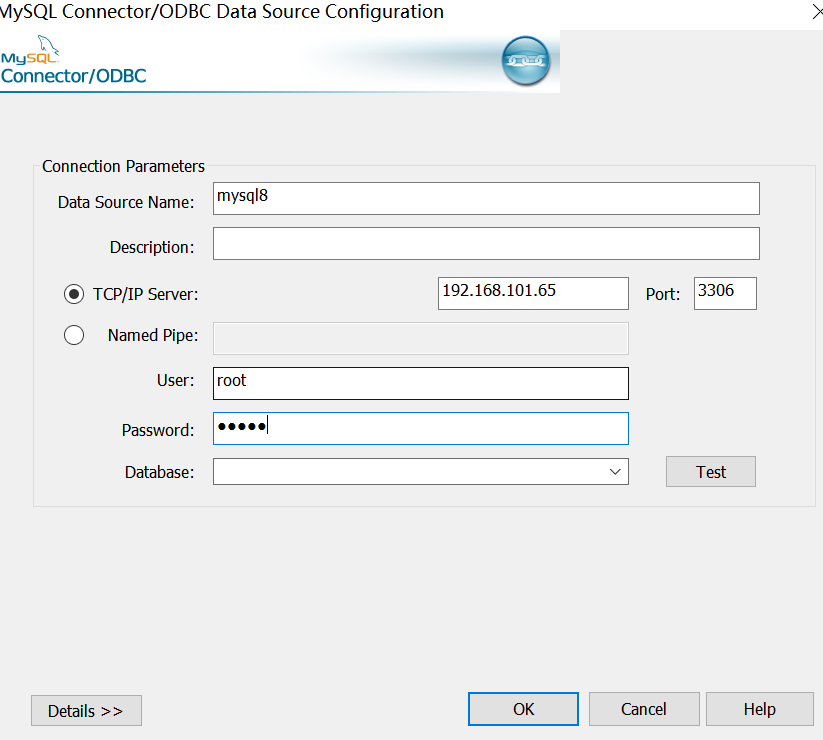 MySQL Connector/ODBC Data Source Configuration
MySQL
Connector/ODBC
Connection Parameters
Data Source Name: mysql8
Description:
TCP/IP Server: 192.168.101.65 Port: 3306
Named Pipe:
User: root
Password: ●●●●●
Database:
Test
Details >> OK Cancel Help